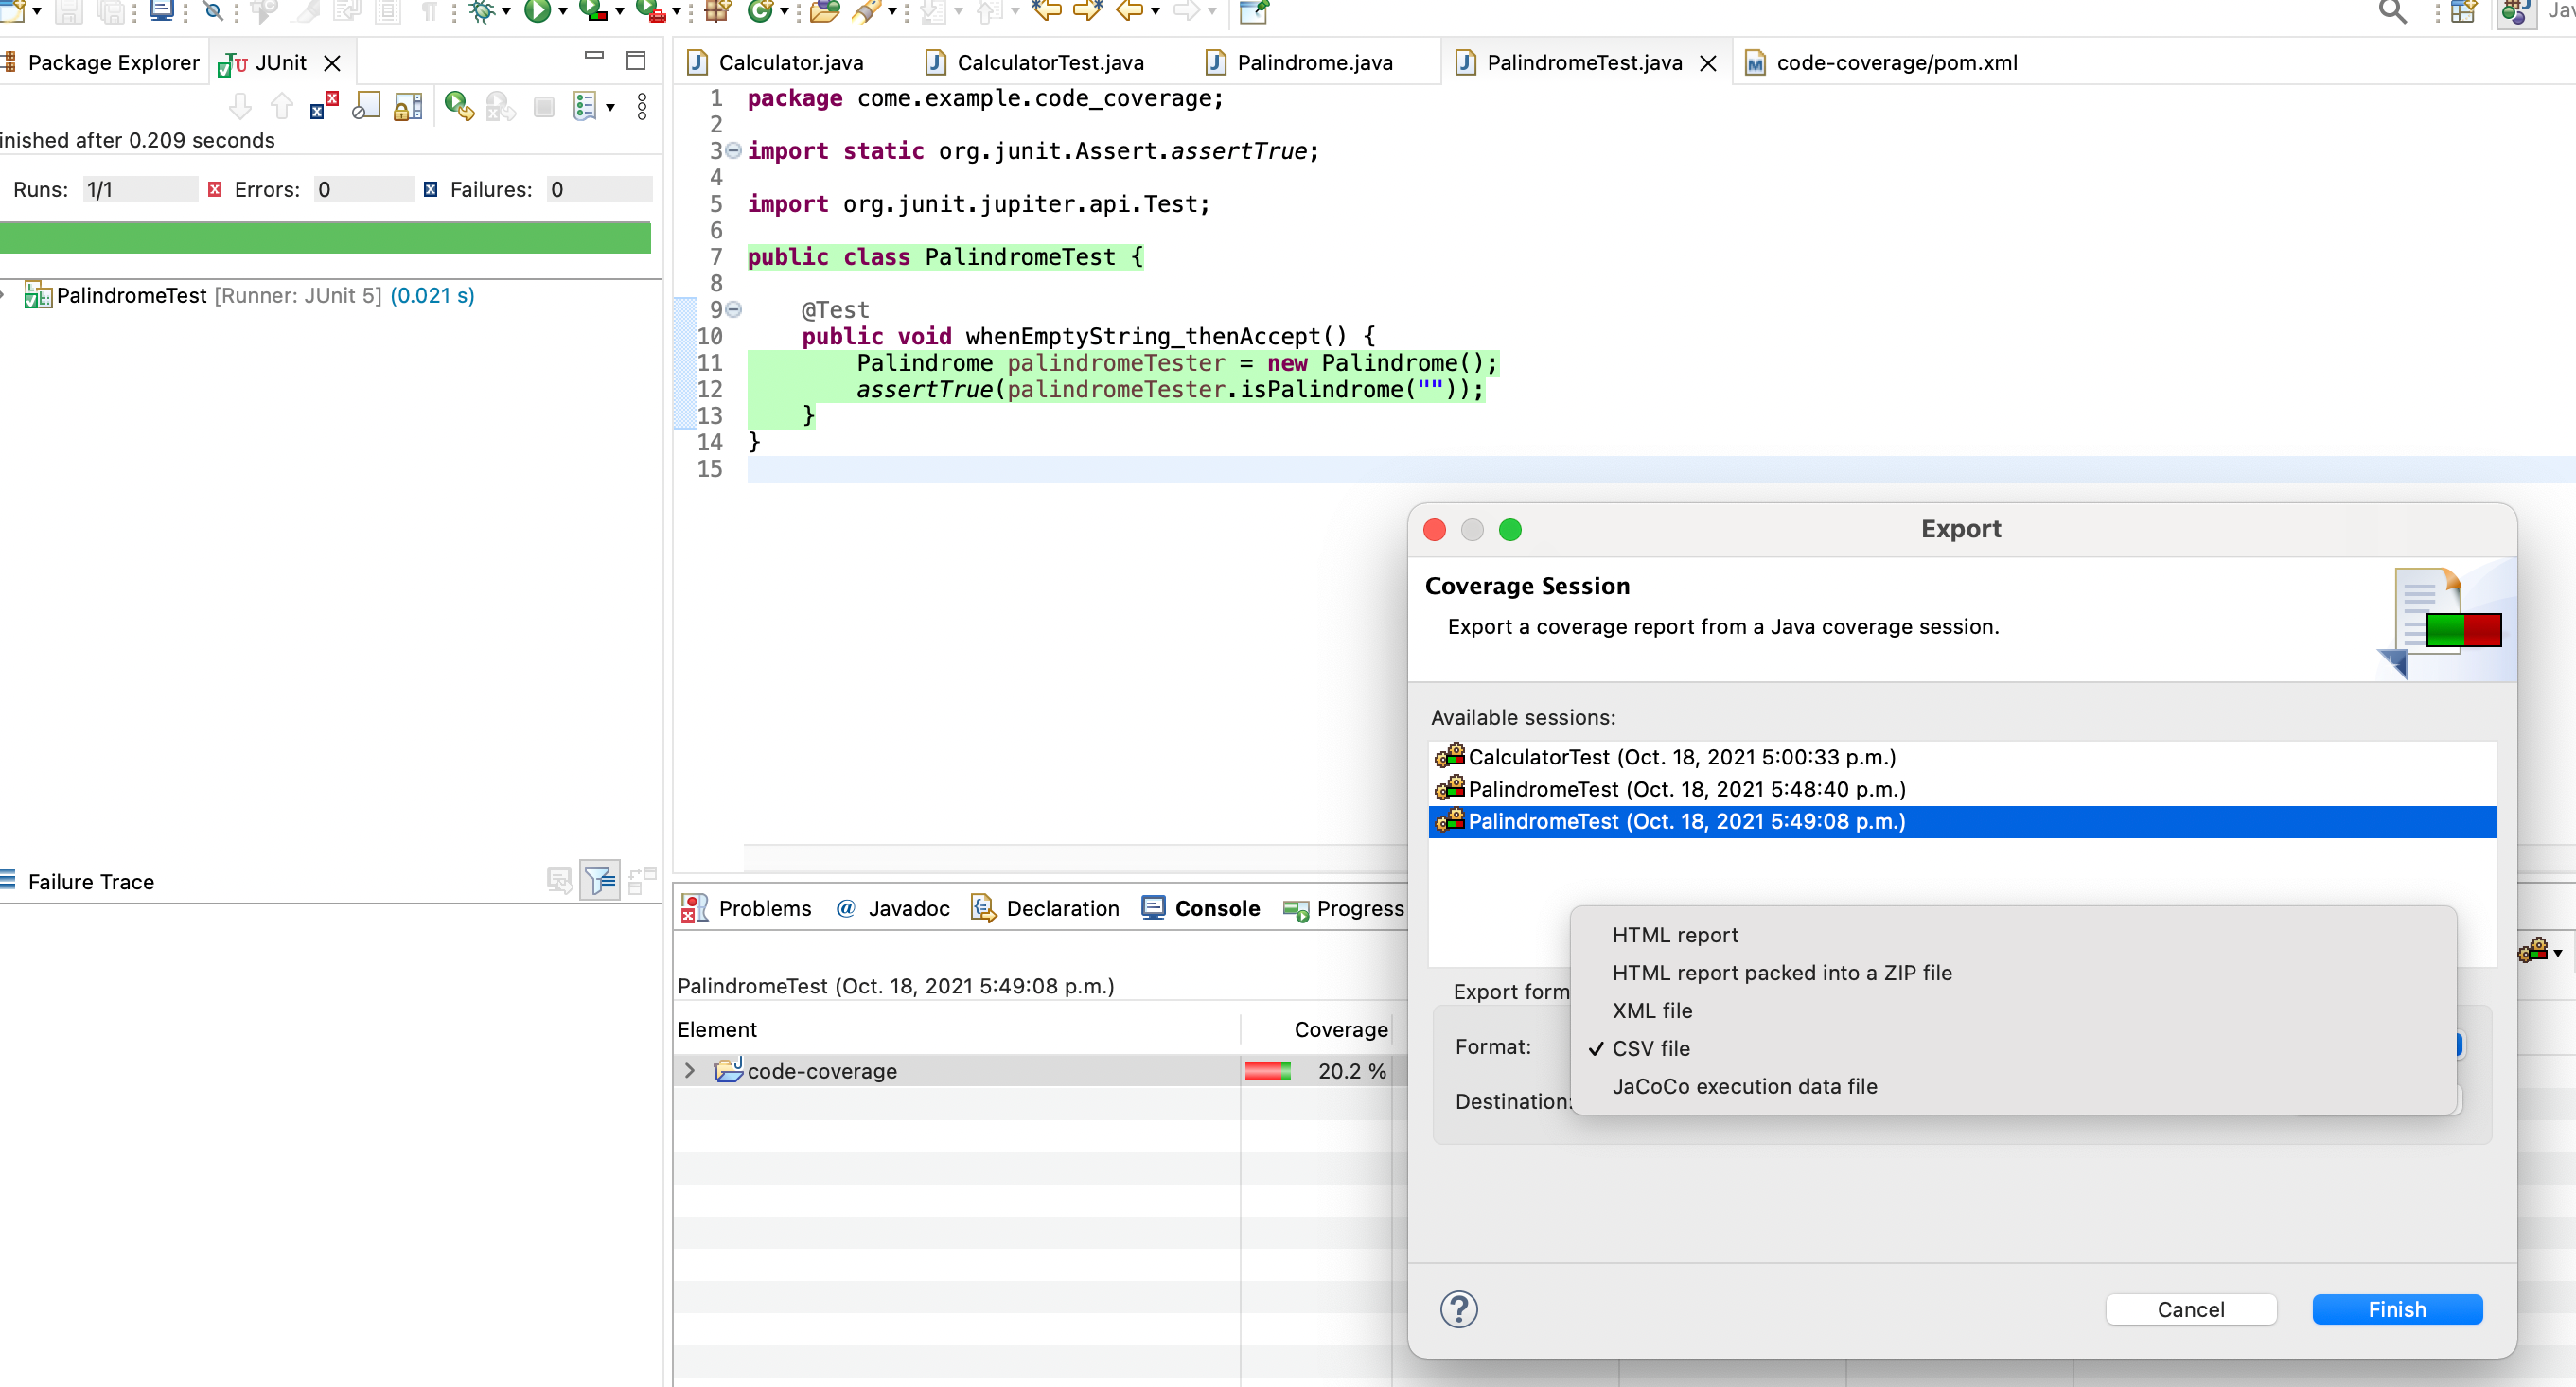 Jav
Package Explorer
JUnit
inished after 0.209 seconds
Runs: 1/1 Errors: 0 Failures: 0
PalindromeTest [Runner: JUnit 5] (0.021 s)
Failure Trace
Calculator.java
CalculatorTest.java
Palindrome.java
PalindromeTest.java
code-coverage/pom.xml
1 package come.example.code_coverage;
2
3 import static org.junit.Assert.assertTrue;
4
5 import org.junit.jupiter.api.Test;
6
7 public class PalindromeTest {
8
9 @Test
10 public void whenEmptyString_thenAccept() {
11 Palindrome palindromeTester = new Palindrome();
12 assertTrue(palindromeTester.isPalindrome(""));
13 }
14 }
15
Problems @ Javadoc Declaration Console Progress
PalindromeTest (Oct. 18, 2021 5:49:08 p.m.)
Element Coverage
code-coverage 20.2 %
Export
Coverage Session
Export a coverage report from a Java coverage session.
Available sessions:
CalculatorTest (Oct. 18, 2021 5:00:33 p.m.)
PalindromeTest (Oct. 18, 2021 5:48:40 p.m.)
PalindromeTest (Oct. 18, 2021 5:49:08 p.m.)
Export form
Format:
Destination:
HTML report
HTML report packed into a ZIP file
XML file
✓ CSV file
JaCoCo execution data file
?
Cancel
Finish